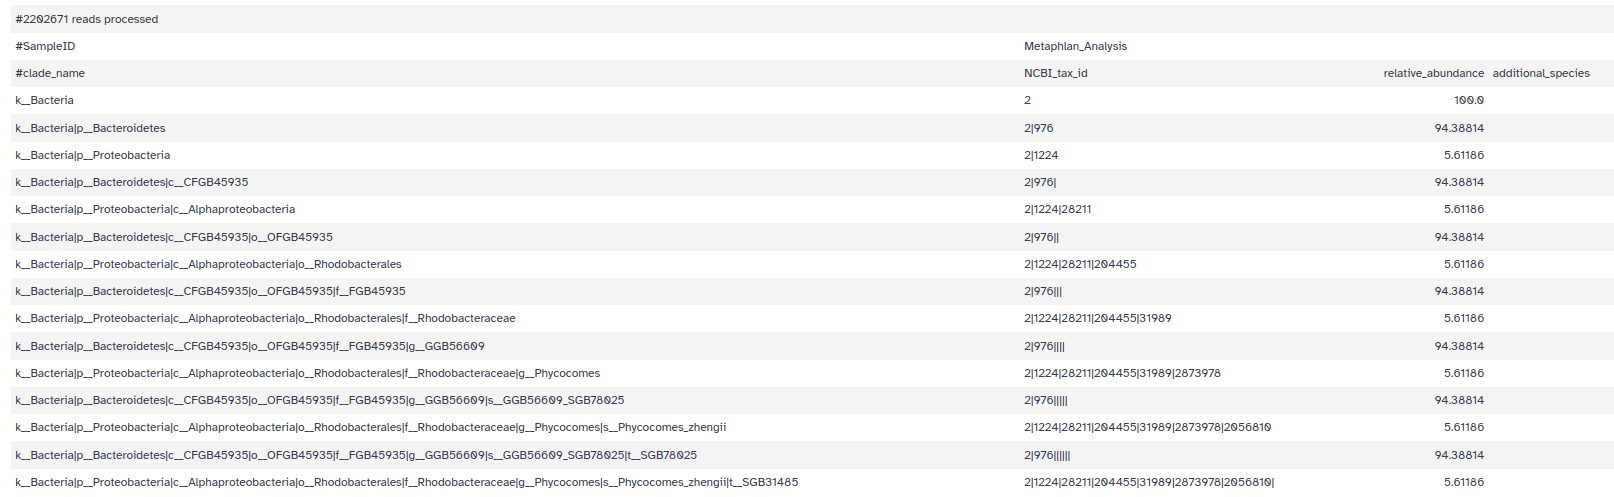 #2202671 reads processed
#SampleID Metaphlan_Analysis
#clade_name NCBI_tax_id relative_abundance additional_species
k__Bacteria 2 100.0
k__Bacteria|p__Bacteroidetes 2|976 94.38814
k__Bacteria|p__Proteobacteria 2|1224 5.61186
k__Bacteria|p__Bacteroidetes|c__CFGB45935 2|976| 94.38814
k__Bacteria|p__Proteobacteria|c__Alphaproteobacteria 2|1224|28211 5.61186
k__Bacteria|p__Bacteroidetes|c__CFGB45935|o__OFGB45935 2|976|| 94.38814
k__Bacteria|p__Proteobacteria|c__Alphaproteobacteria|o__Rhodobacterales 2|1224|28211|204455 5.61186
k__Bacteria|p__Bacteroidetes|c__CFGB45935|o__OFGB45935|f__FGB45935 2|976||| 94.38814
k__Bacteria|p__Proteobacteria|c__Alphaproteobacteria|o__Rhodobacterales|f__Rhodobacteraceae 2|1224|28211|204455|31989 5.61186
k__Bacteria|p__Bacteroidetes|c__CFGB45935|o__OFGB45935|f__FGB45935|g__GGB56609 2|976|||| 94.38814
k__Bacteria|p__Proteobacteria|c__Alphaproteobacteria|o__Rhodobacterales|f__Rhodobacteraceae|g__Phycocomes 2|1224|28211|204455|31989|2873978 5.61186
k__Bacteria|p__Bacteroidetes|c__CFGB45935|o__OFGB45935|f__FGB45935|g__GGB56609|s__GGB56609_SGB78025 2|976||||| 94.38814
k__Bacteria|p__Proteobacteria|c__Alphaproteobacteria|o__Rhodobacterales|f__Rhodobacteraceae|g__Phycocomes|s__Phycocomes_zhengii 2|1224|28211|204455|31989|2873978|2056810 5.61186
k__Bacteria|p__Bacteroidetes|c__CFGB45935|o__OFGB45935|f__FGB45935|g__GGB56609|s__GGB56609_SGB78025|t__SGB78025 2|976|||||| 94.38814
k__Bacteria|p__Proteobacteria|c__Alphaproteobacteria|o__Rhodobacterales|f__Rhodobacteraceae|g__Phycocomes|s__Phycocomes_zhengii|t__SGB31485 2|1224|28211|204455|31989|2873978|2056810| 5.61186